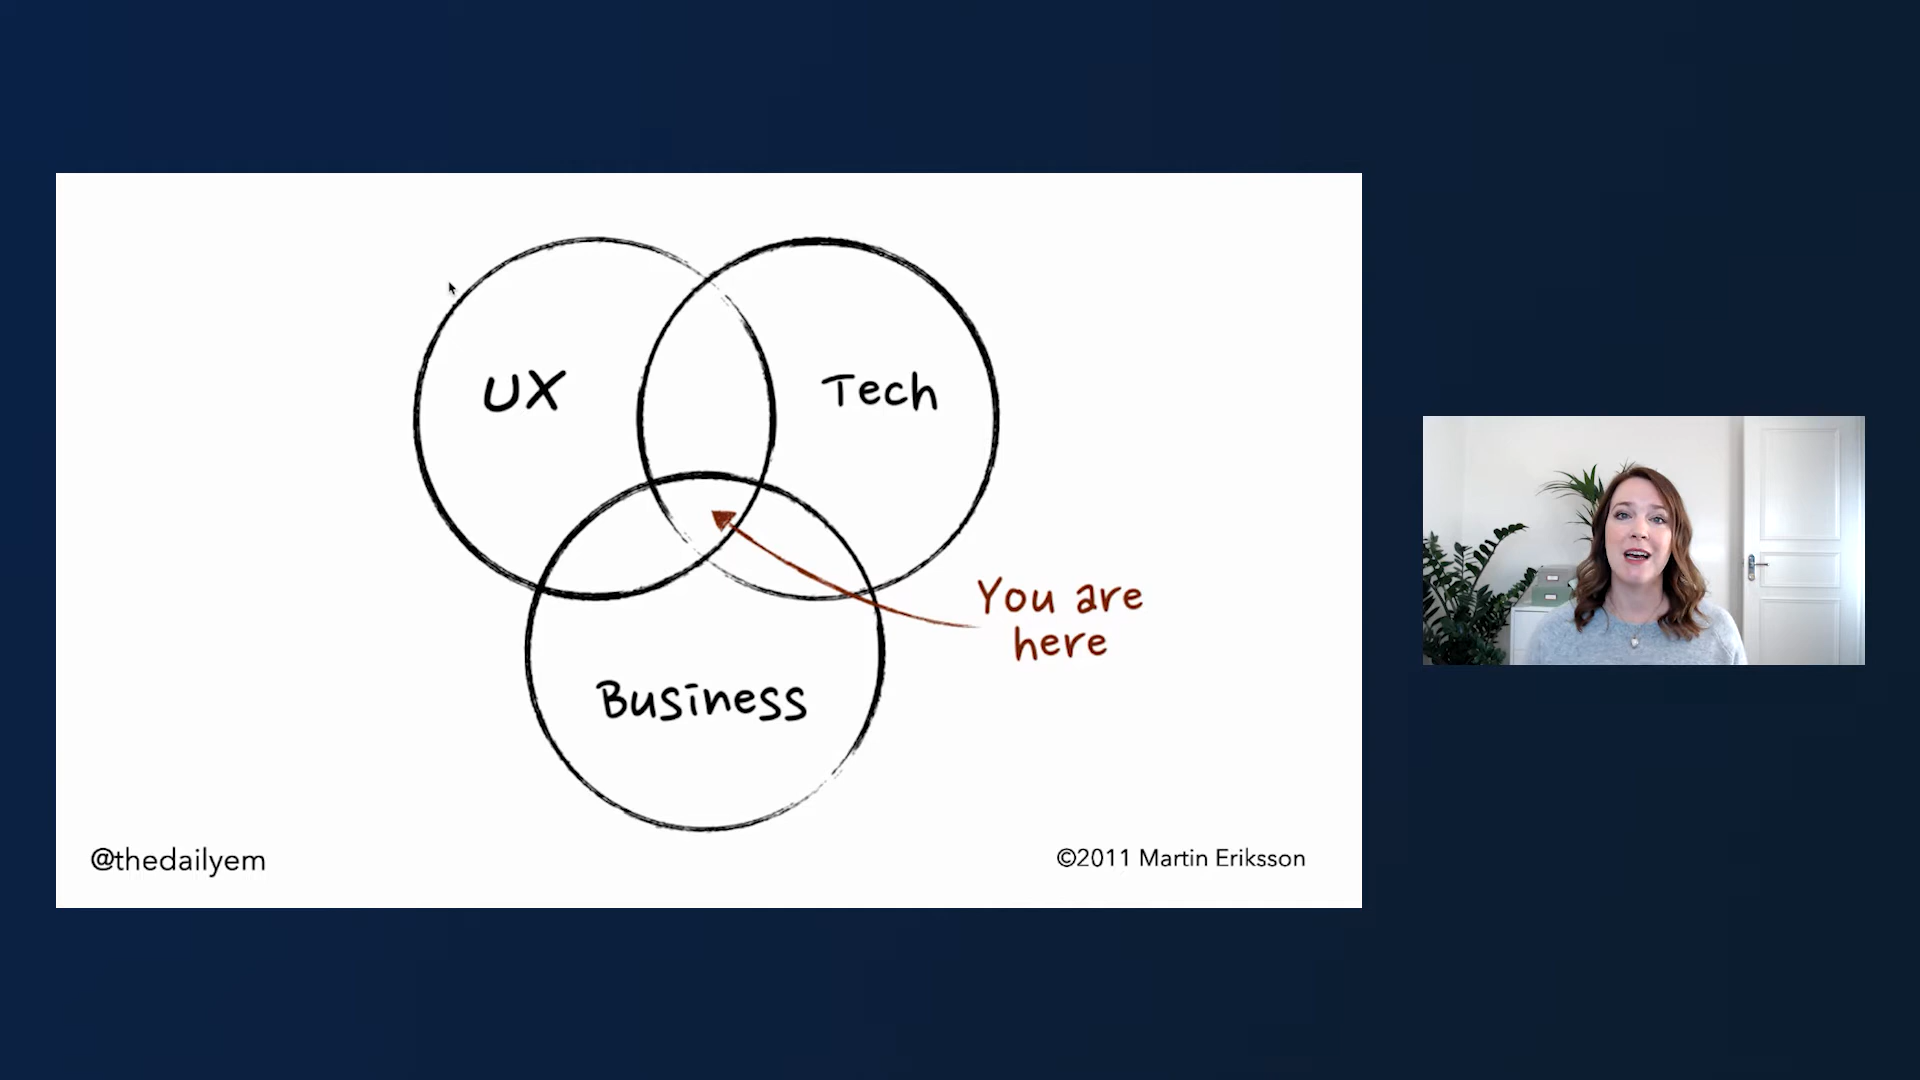 UX
Tech
You are
here
Business
@thedailyem
©2011 Martin Eriksson